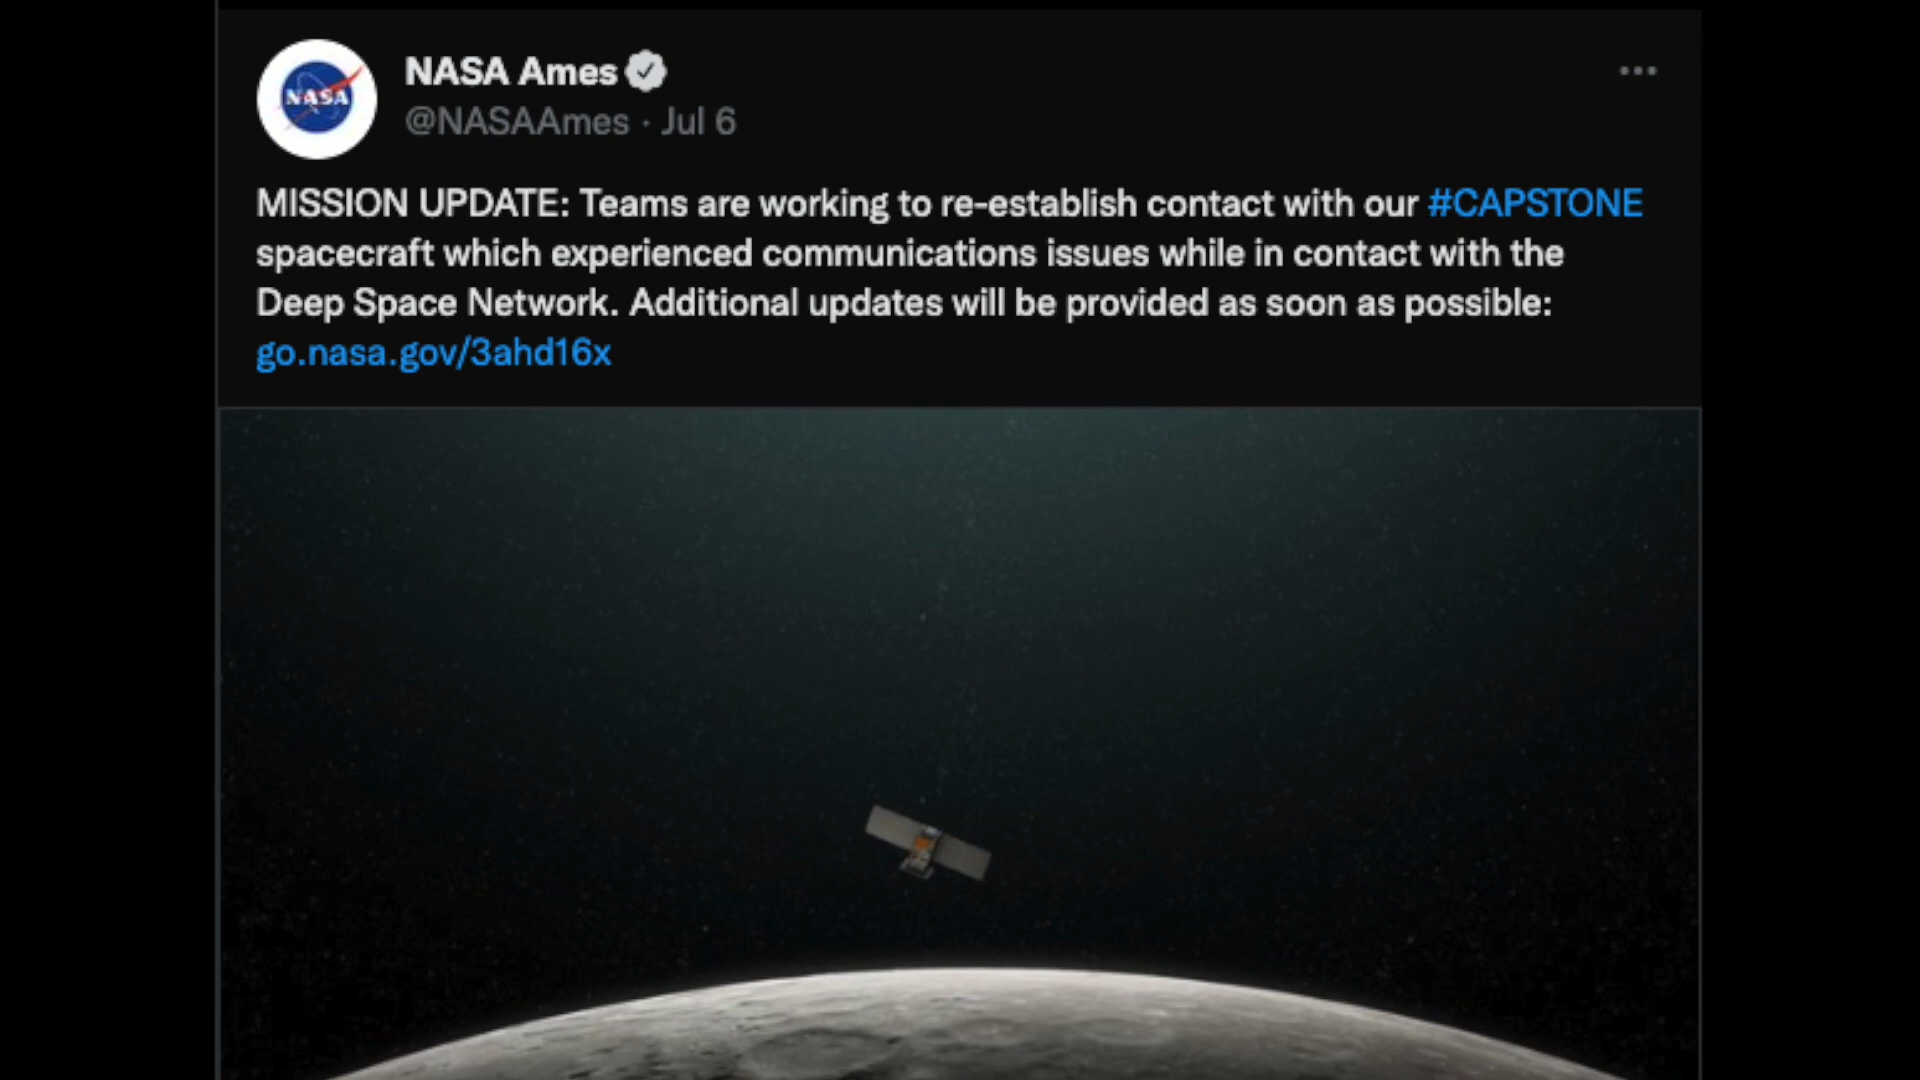 NASA
NASA Ames
@NASAAmes · Jul 6
MISSION UPDATE: Teams are working to re-establish contact with our #CAPSTONE
spacecraft which experienced communications issues while in contact with the
Deep Space Network. Additional updates will be provided as soon as possible:
go.nasa.gov/3ahd16x